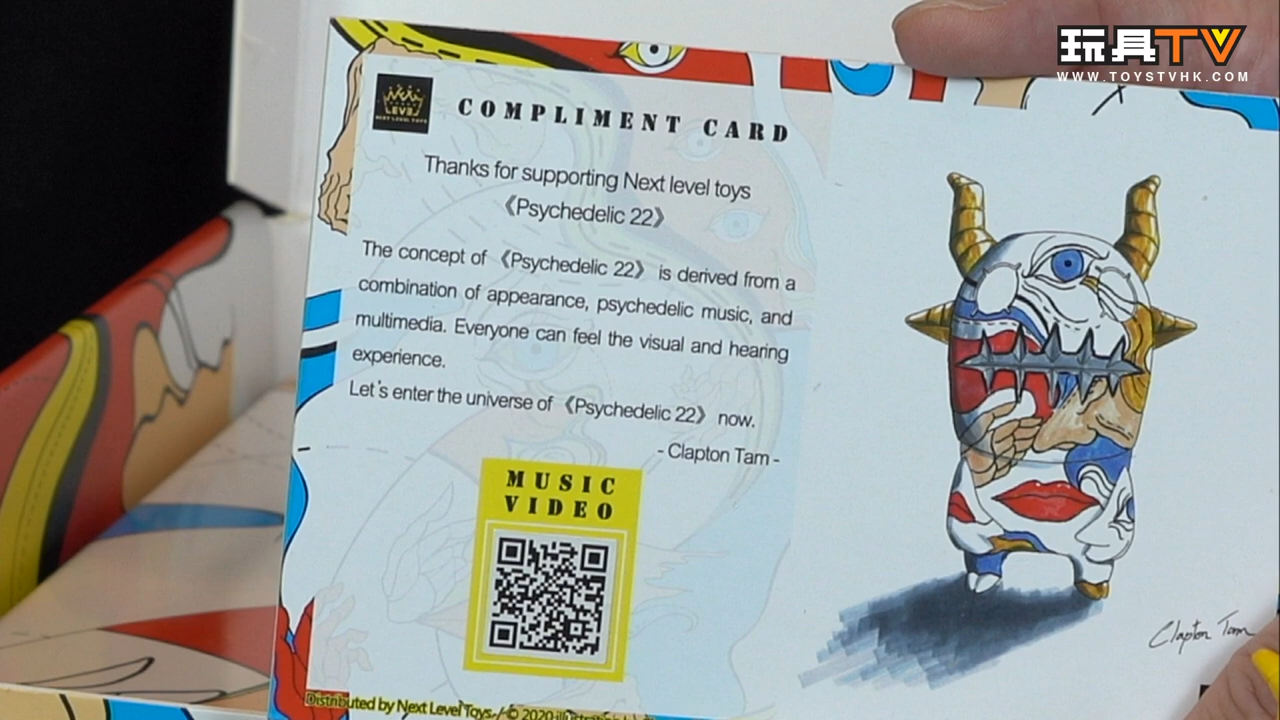 玩具TV
WWW.TOYSTVHK.COM
NEXT LEVEL TOYS
COMPLIMENT CARD
Thanks for supporting Next level toys
《Psychedelic 22》
The concept of 《Psychedelic 22》 is derived from a
combination of appearance, psychedelic music, and
multimedia. Everyone can feel the visual and hearing
experience.
Let's enter the universe of 《Psychedelic 22》 now.
- Clapton Tam -
MUSIC
VIDEO
Clapton Tam
Distributed by Next Level Toys. / © 2020 illustration